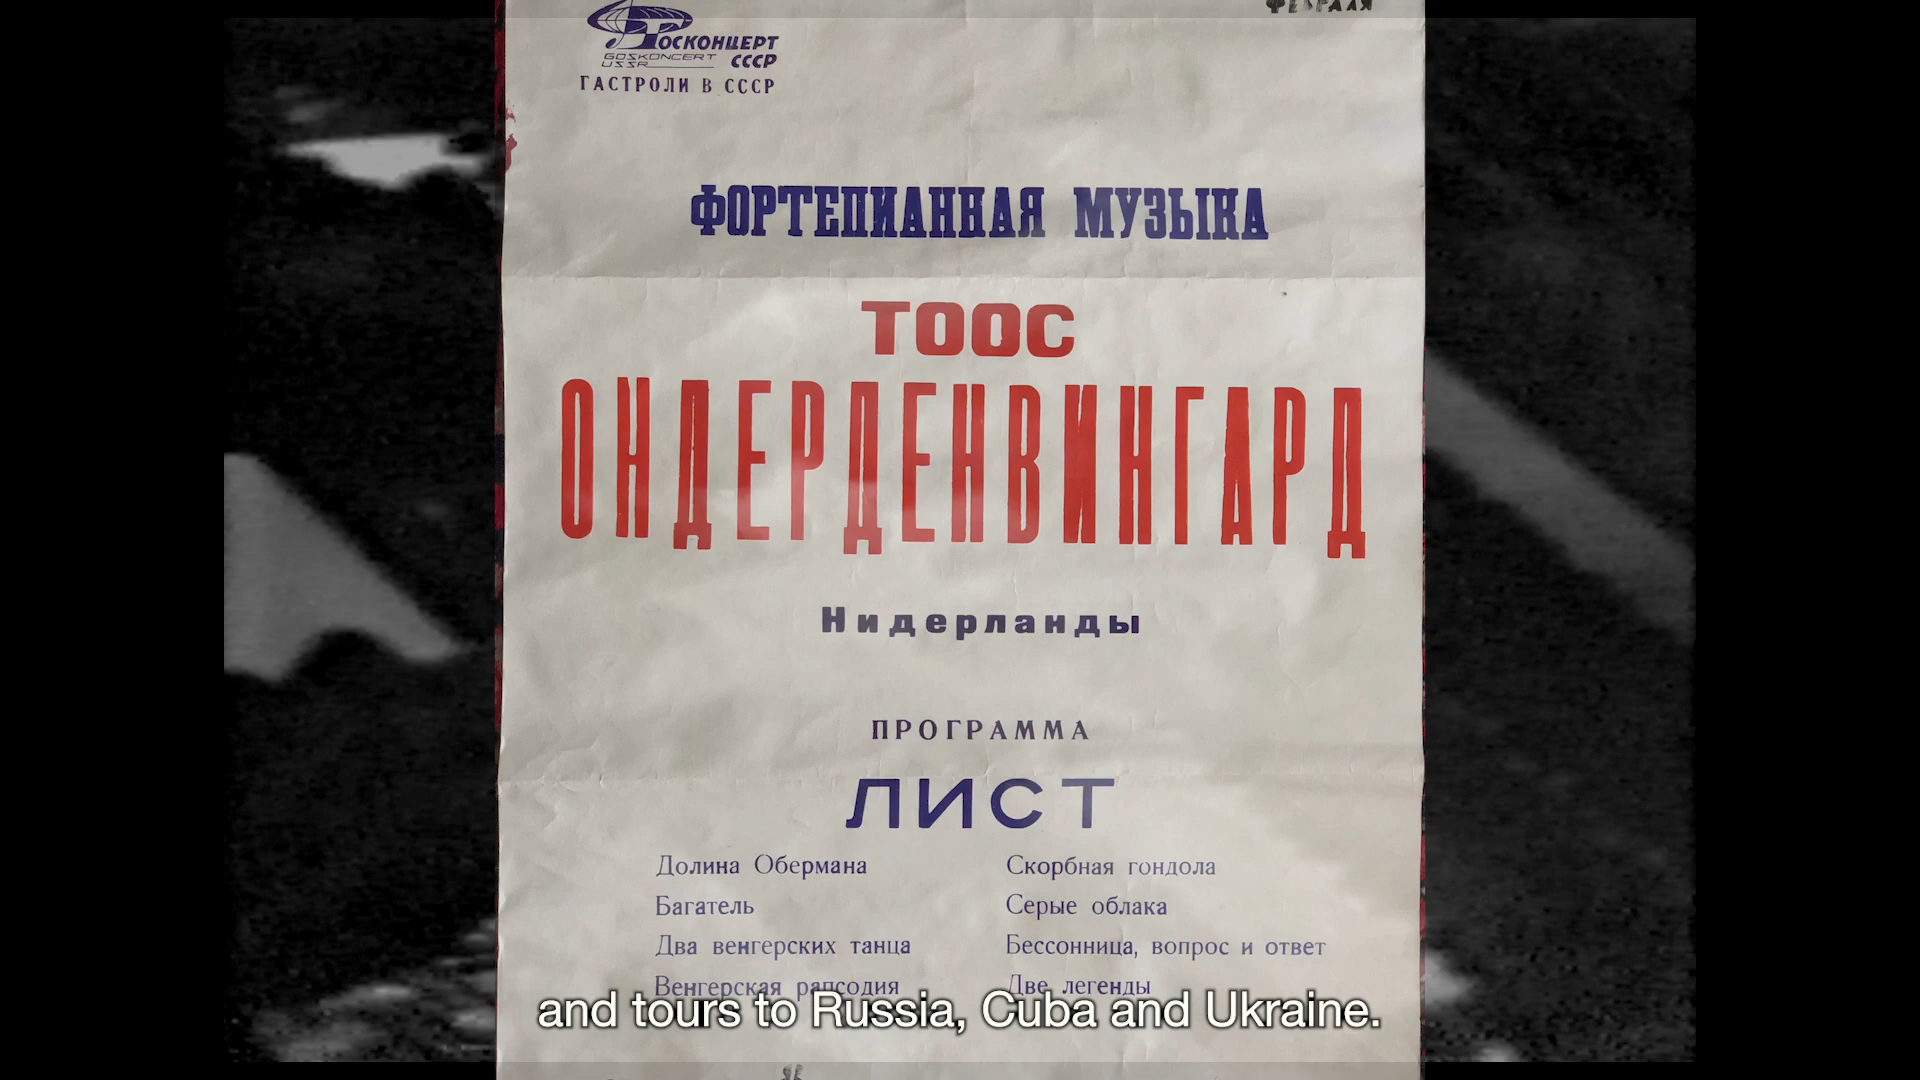 ФЕВРАЛЯ
ГОСКОНЦЕРТ
GOSKONCERT
СССР
USSR
ГАСТРОЛИ В СССР
ФОРТЕПИАННАЯ МУЗЫКА
ТООС
ОНДЕРДЕНВИНГАРД
Нидерланды
ПРОГРАММА
ЛИСТ
Долина Обермана
Багатель
Два венгерских танца
Венгерская рапсодия
Скорбная гондола
Серые облака
Бессонница, вопрос и ответ
Две легенды
and tours to Russia, Cuba and Ukraine.